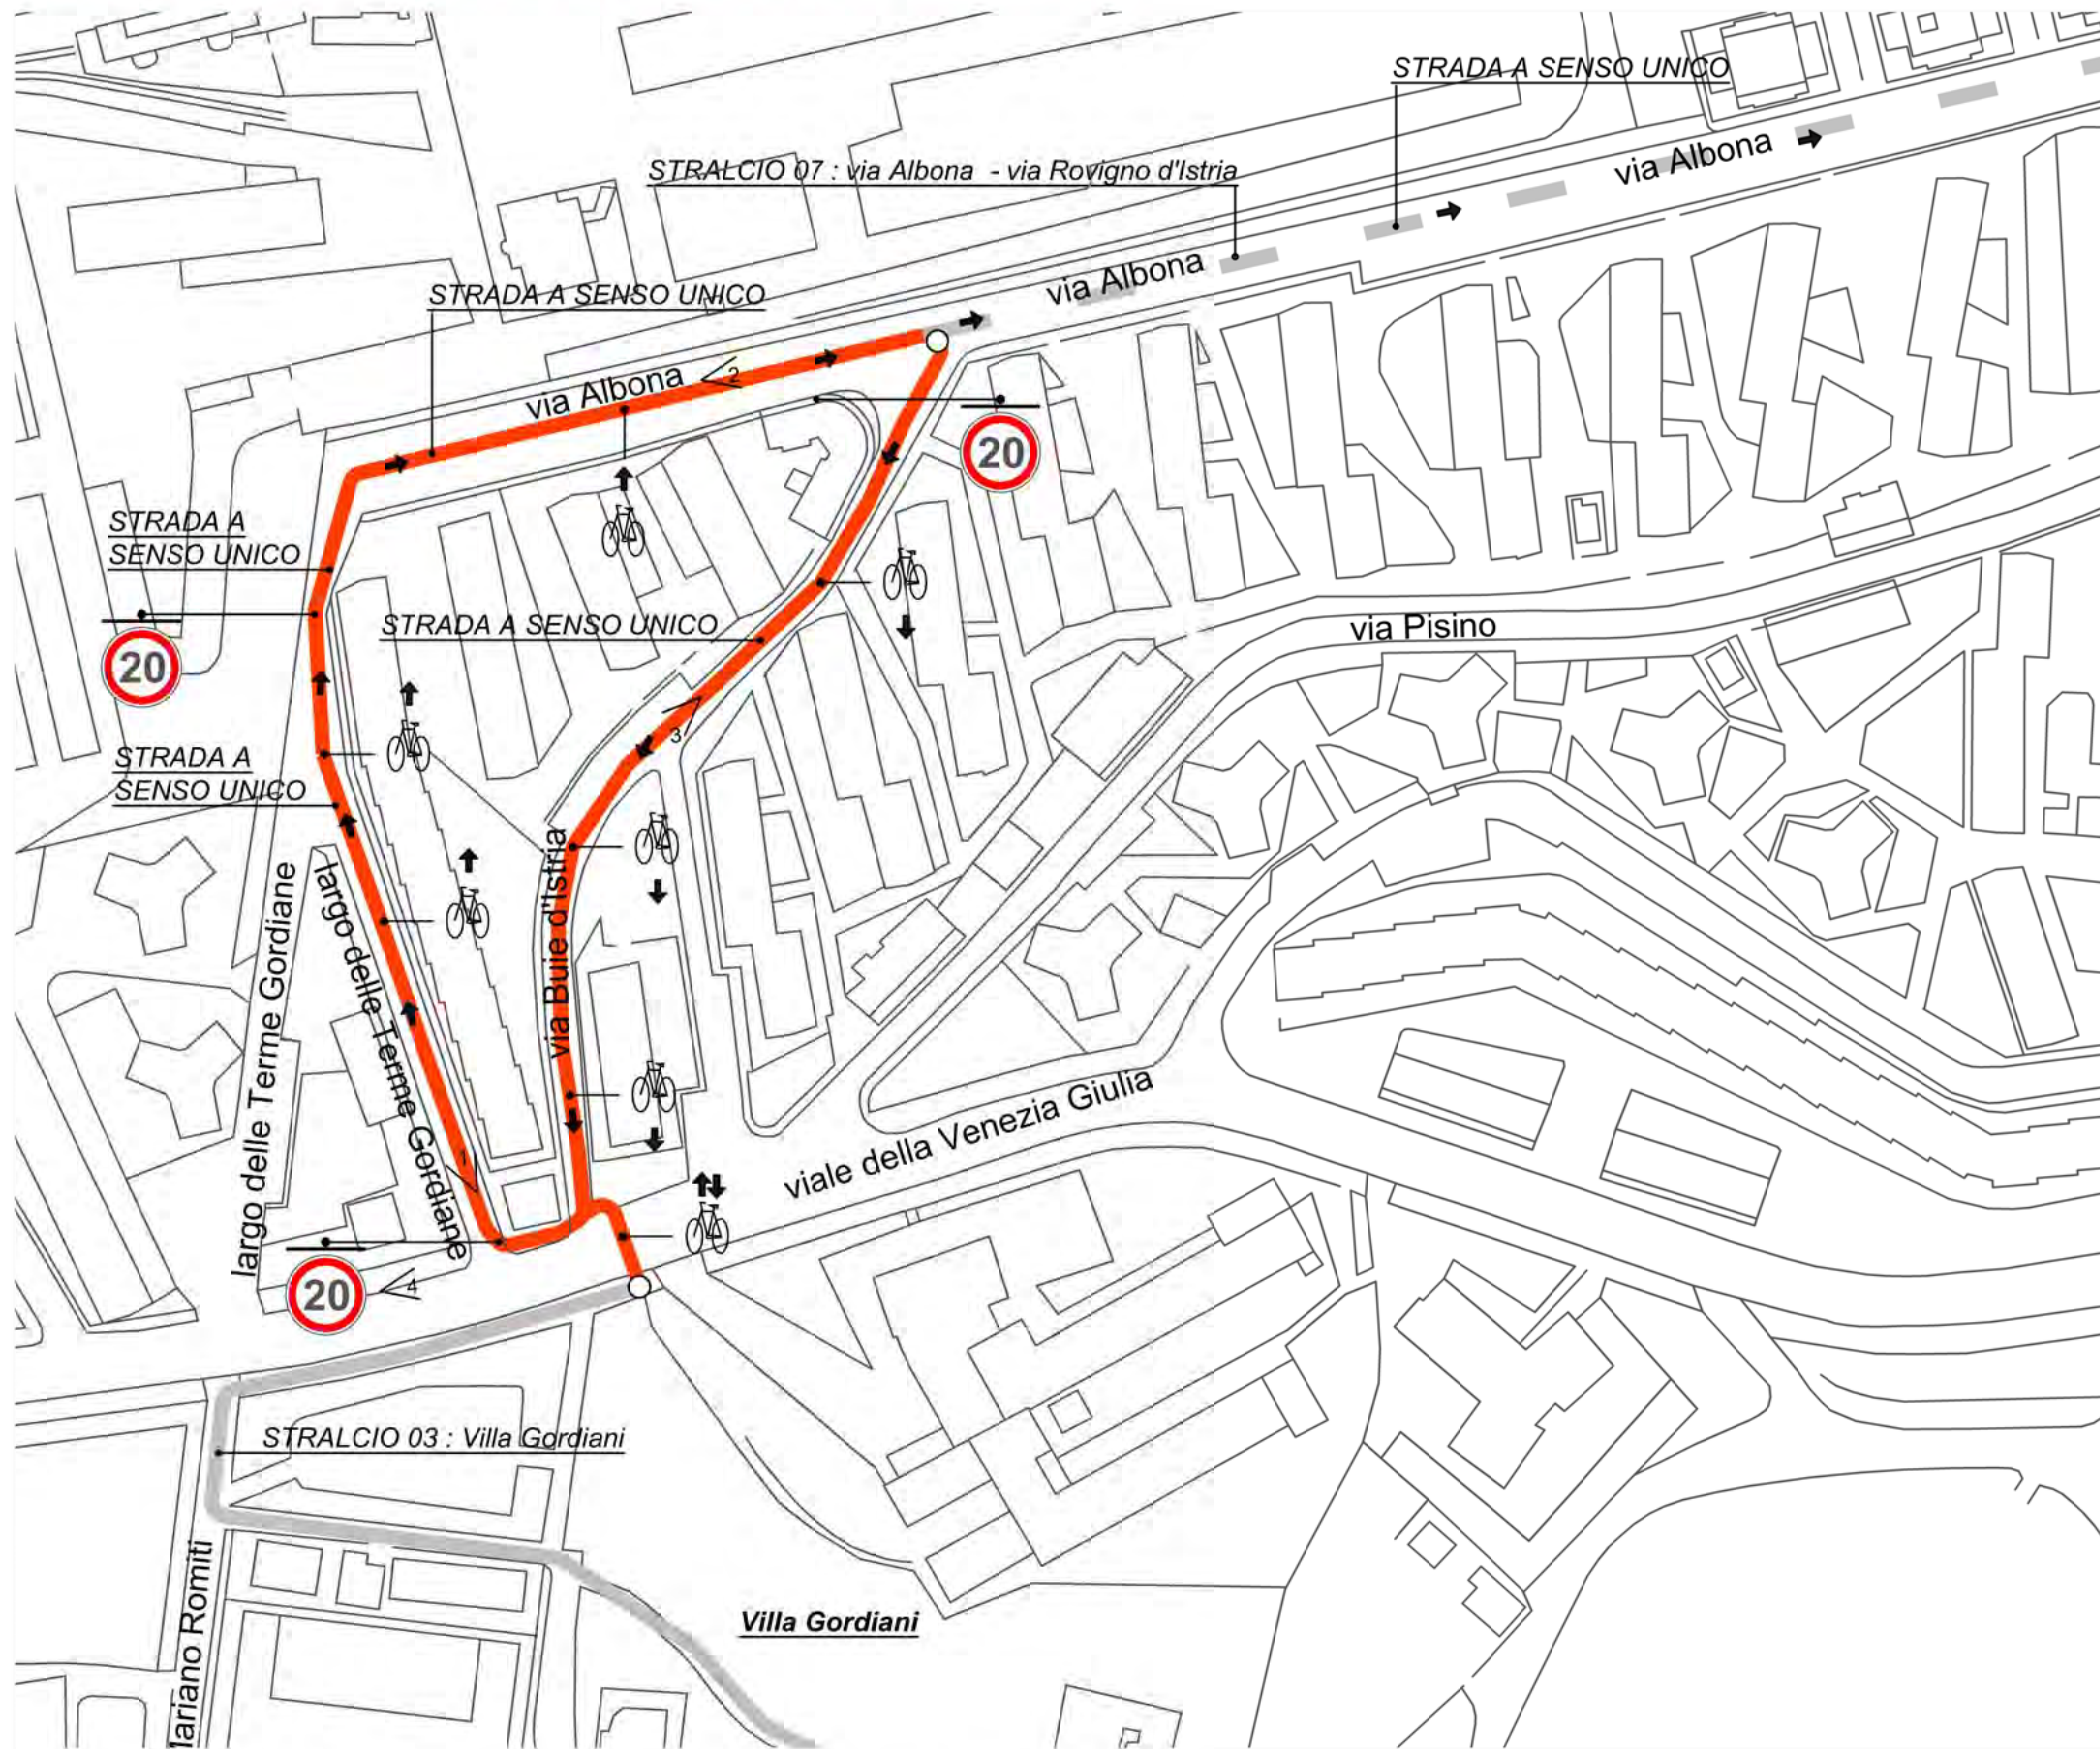 STRADA A SENSO UNICO
via Albona
STRALCIO 07 : via Albona - via Rovigno d'Istria
via Albona
STRADA A SENSO UNICO
2
via Albona
20
STRADA A
SENSO UNICO
STRADA A SENSO UNICO
via Pisino
20
3
STRADA A
SENSO UNICO
largo delle Terme Gordiane
largo delle Terme Gordiane
via Buie d'Istria
viale della Venezia Giulia
1
20
4
STRALCIO 03 : Villa Gordiani
Villa Gordiani
Mariano Romiti